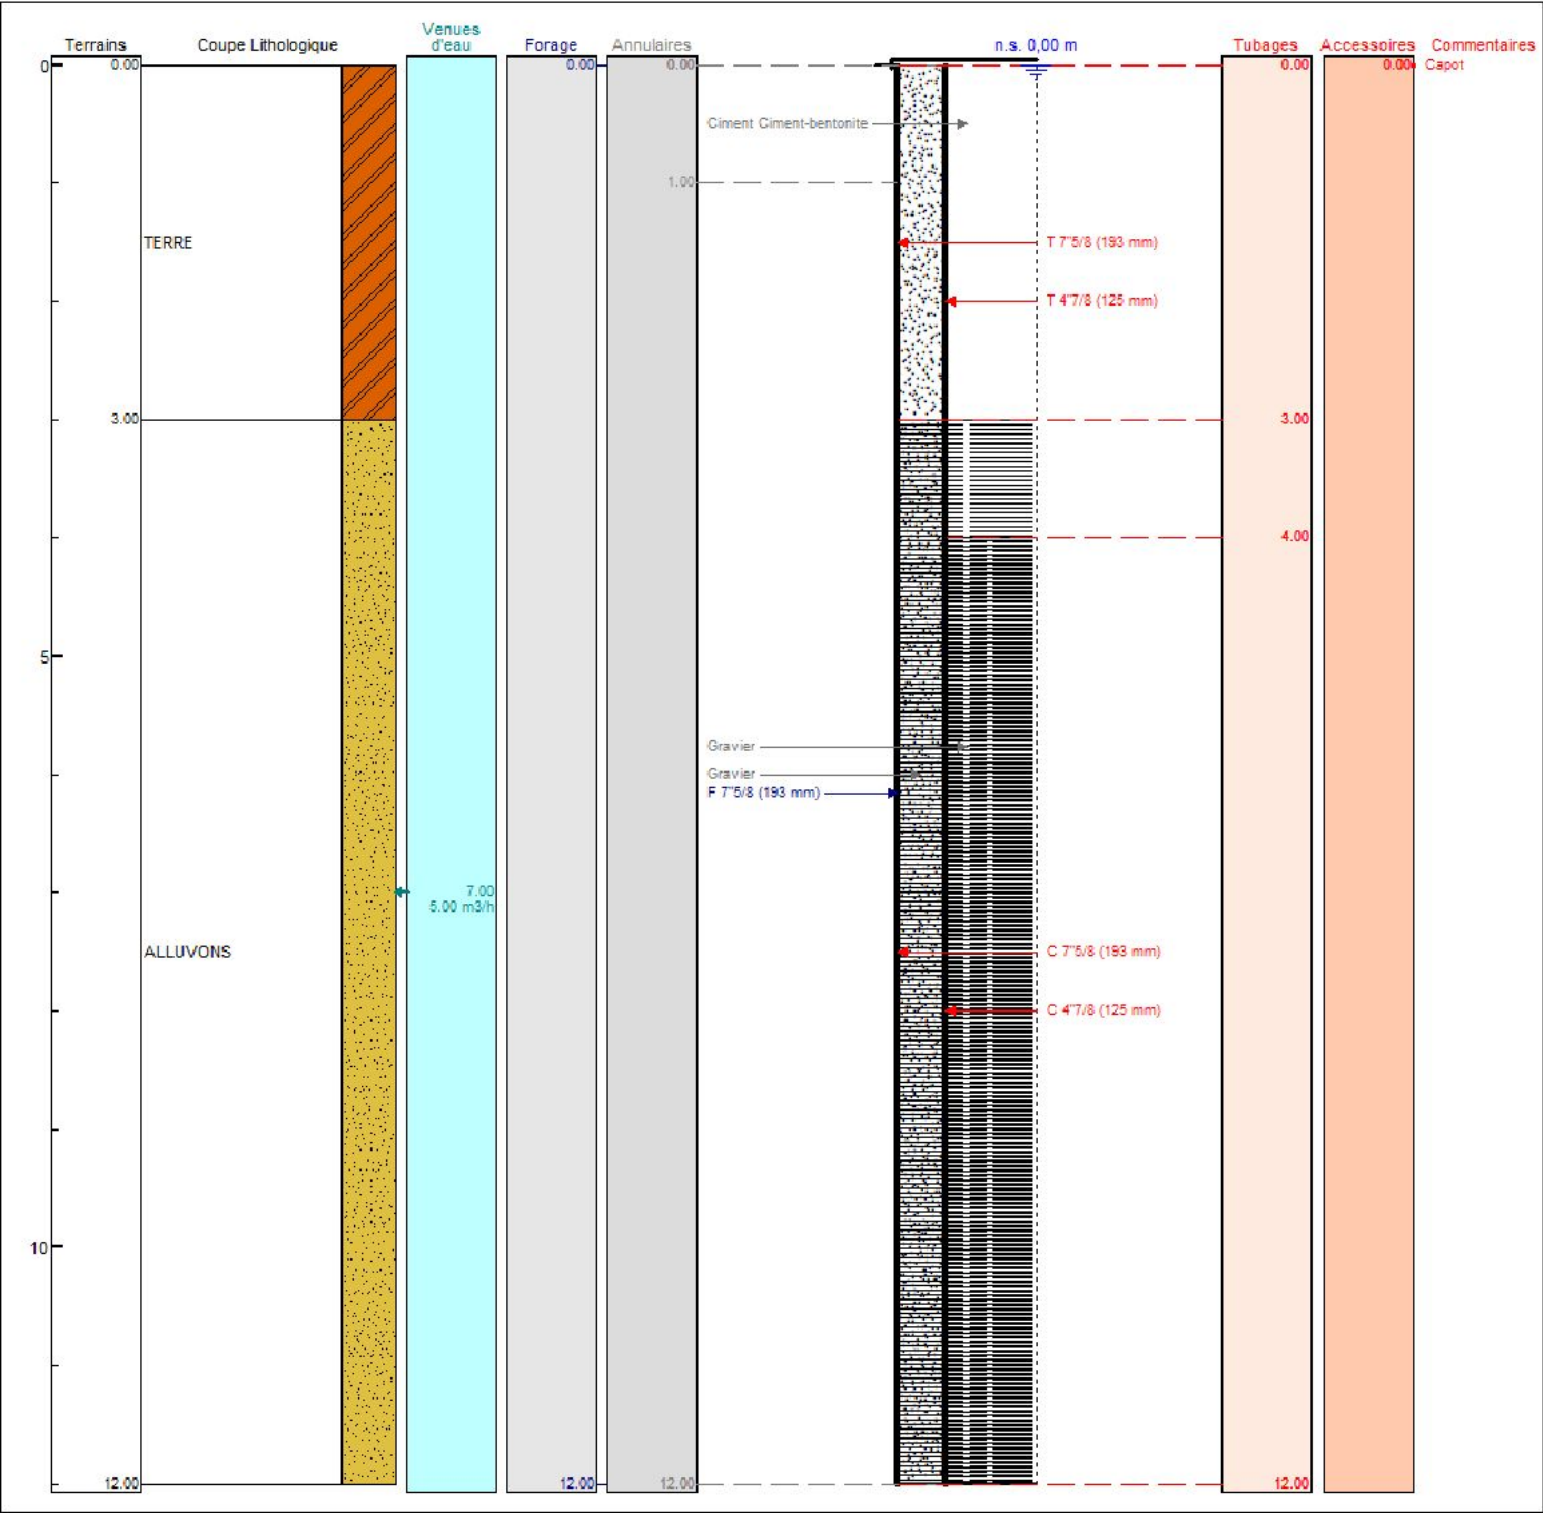 Terrains
Coupe Lithologique
Venues
d'eau
Forage
Annulaires
n.s. 0,00 m
Tubages
Accessoires
Commentaires
0
0.00
0.00
0.00
0.00
0.00
Capot
Ciment Ciment-bentonite
1.00
TERRE
T 7"5/8 (193 mm)
T 4"7/8 (125 mm)
3.00
3.00
4.00
5
Gravier
Gravier
F 7"5/8 (193 mm)
7.00
5.00 m3/h
ALLUVONS
C 7"5/8 (193 mm)
C 4"7/8 (125 mm)
10
12.00
12.00
12.00
12.00